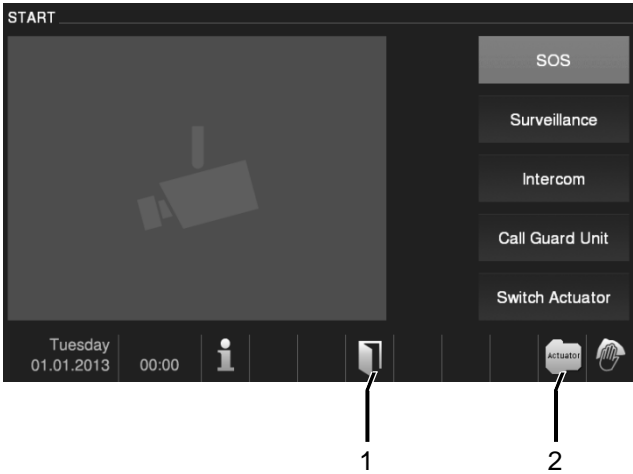 START
SOS
Surveillance
Intercom
Call Guard Unit
Switch Actuator
Tuesday
01.01.2013
00:00
i
Actuator
1
2